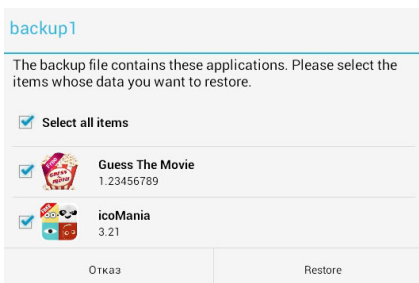 backup1
The backup file contains these applications. Please select the
items whose data you want to restore.
Select all items
Guess The Movie
1.23456789
icoMania
3.21
Отказ
Restore